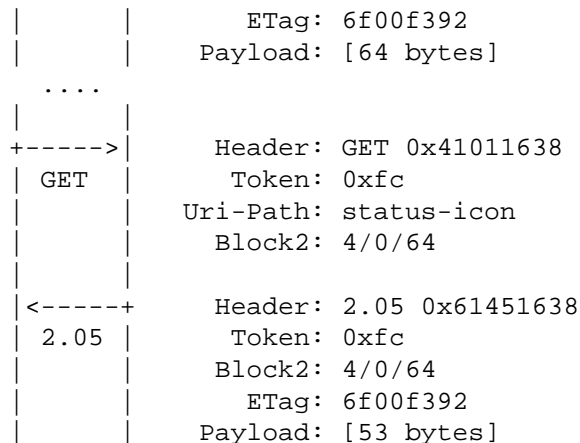 |     |        ETag: 6f00f392
|     |     Payload: [64 bytes]
  ....
|     |
+----->|     Header: GET 0x41011638
| GET |       Token: 0xfc
|     |    Uri-Path: status-icon
|     |      Block2: 4/0/64
|     |
|<-----+     Header: 2.05 0x61451638
| 2.05 |      Token: 0xfc
|     |      Block2: 4/0/64
|     |        ETag: 6f00f392
|     |     Payload: [53 bytes]